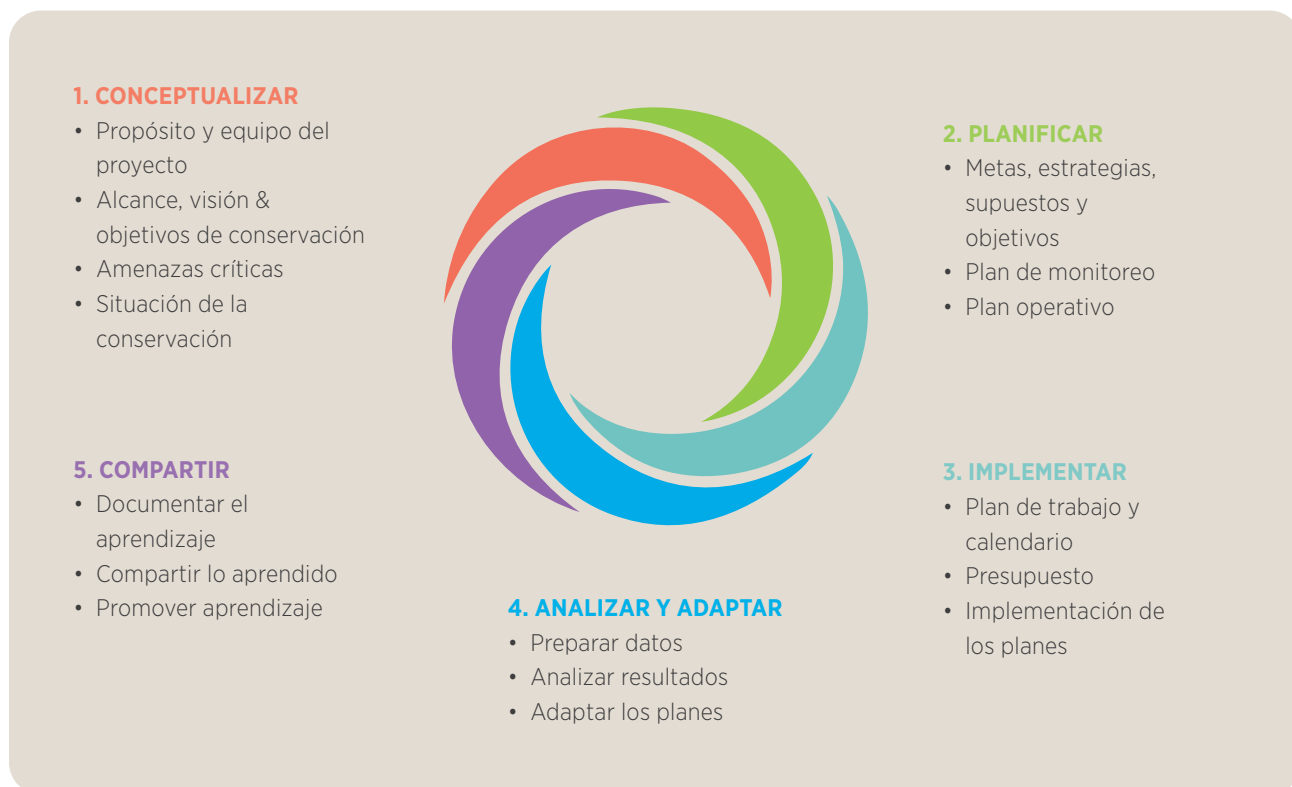 1. CONCEPTUALIZAR
• Propósito y equipo del
proyecto
• Alcance, visión &
objetivos de conservación
• Amenazas críticas
• Situación de la
conservación
2. PLANIFICAR
• Metas, estrategias,
supuestos y
objetivos
• Plan de monitoreo
• Plan operativo
3. IMPLEMENTAR
• Plan de trabajo y
calendario
• Presupuesto
• Implementación de
los planes
4. ANALIZAR Y ADAPTAR
• Preparar datos
• Analizar resultados
• Adaptar los planes
5. COMPARTIR
• Documentar el
aprendizaje
• Compartir lo aprendido
• Promover aprendizaje